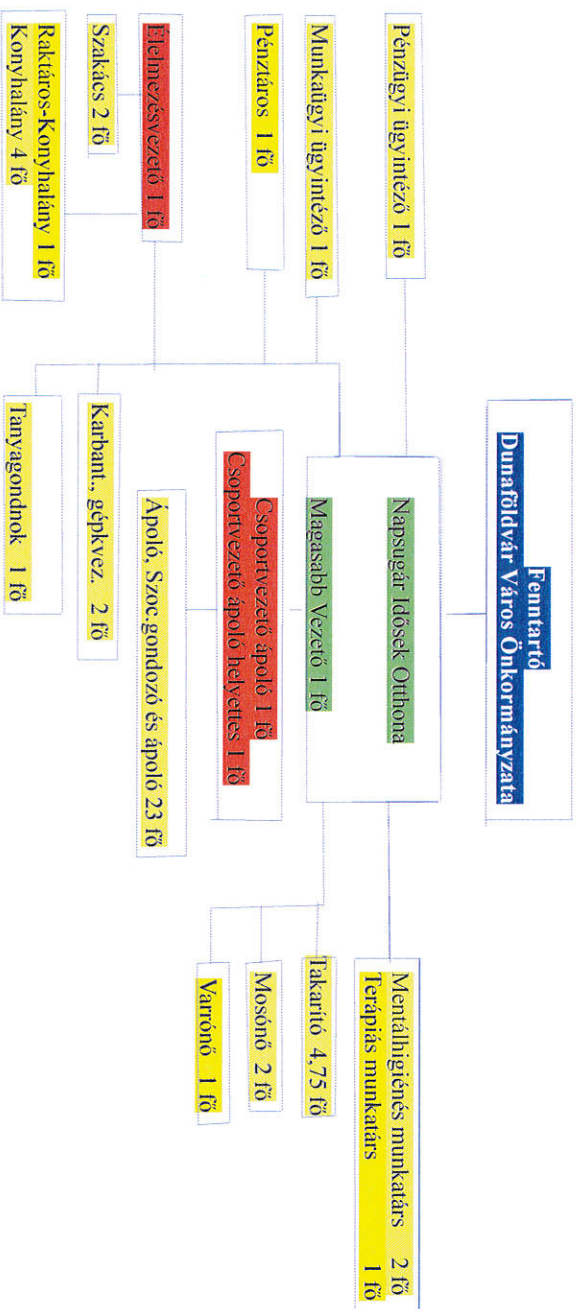 Fenntartó
Dunaföldvár Város Önkormányzata
Napsugár Idősek Otthona
Magasabb Vezető 1 fő
Pénzügyi ügyintéző 1 fő
Munkaügyi ügyintéző 1 fő
Pénztáros 1 fő
Élelmezésvezető 1 fő
Szakács 2 fő
Raktáros-Konyhalány 1 fő
Konyhalány 4 fő
Csoportvezető ápoló 1 fő
Csoportvezető ápoló helyettes 1 fő
Ápoló, Szoc.gondozó és ápoló 23 fő
Karbant., gépkvez. 2 fő
Tanyagondnok 1 fő
Mentálhigiénés munkatárs 2 fő
Terápiás munkatárs 1 fő
Takarító 4,75 fő
Mosónő 2 fő
Varrónő 1 fő